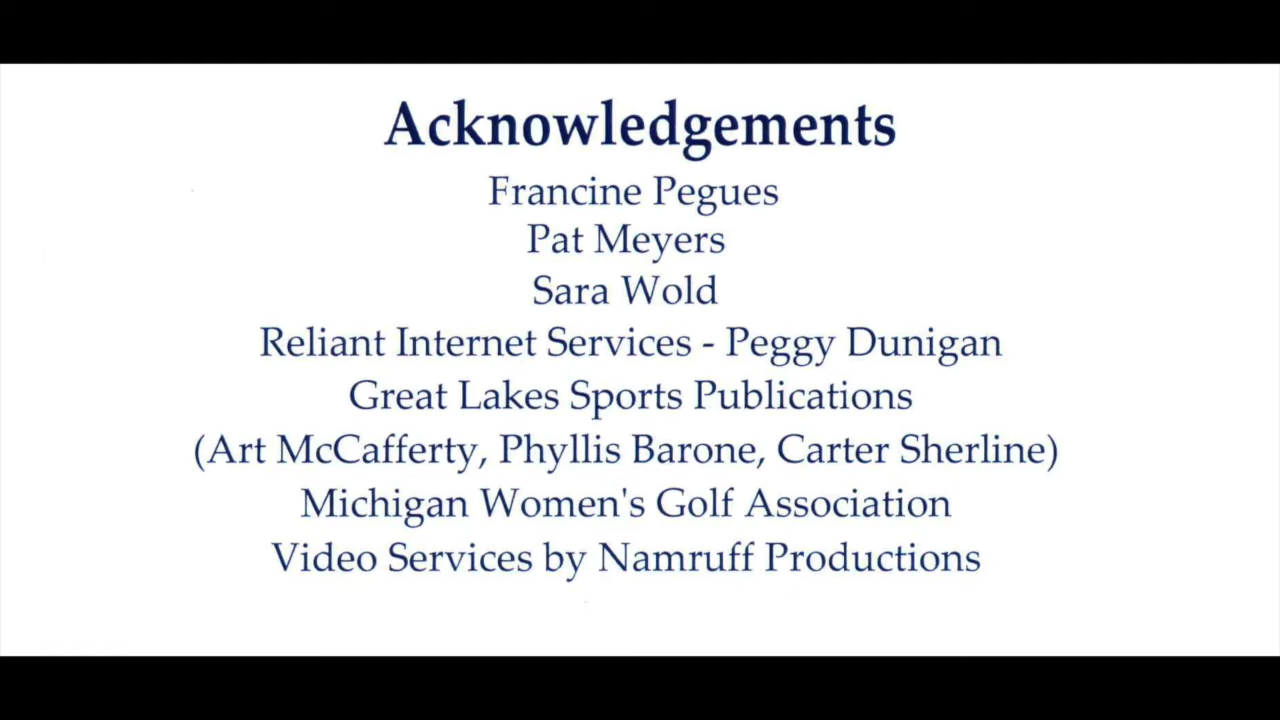 Acknowledgements
Francine Pegues
Pat Meyers
Sara Wold
Reliant Internet Services - Peggy Dunigan
Great Lakes Sports Publications
(Art McCafferty, Phyllis Barone, Carter Sherline)
Michigan Women's Golf Association
Video Services by Namruff Productions